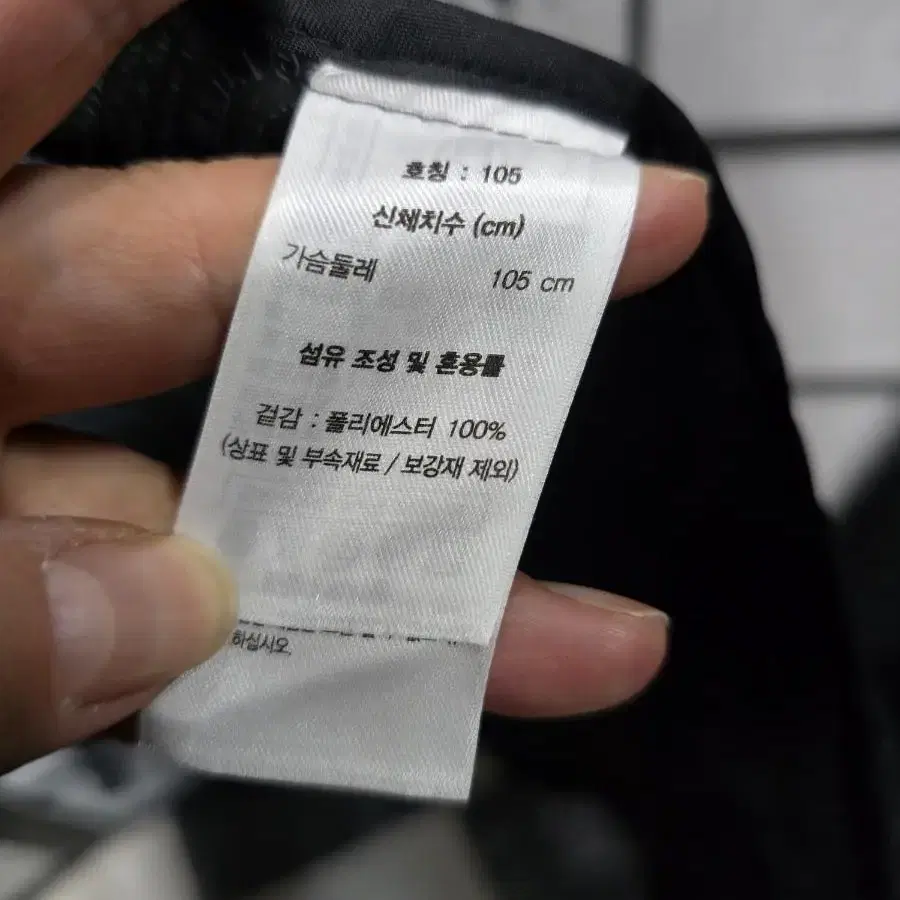 호칭 : 105
신체치수 (cm)
가슴둘레 105 cm
섬유 조성 및 혼용률
겉감 : 폴리에스터 100%
(상표 및 부속재료 / 보강재 제외)
하십시오.